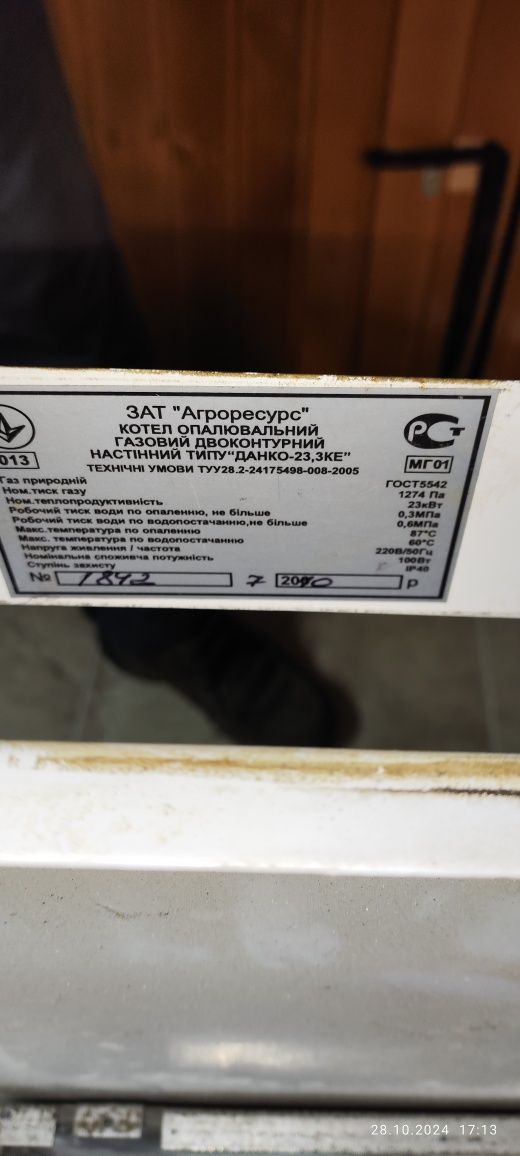 ЗАТ "Агроресурс"
КОТЕЛ ОПАЛЮВАЛЬНИЙ
ГАЗОВИЙ ДВОКОНТУРНИЙ
НАСТІННИЙ ТИПУ“ДАНКО-23,3КЕ”
ТЕХНІЧНІ УМОВИ ТУУ28.2-24175498-008-2005
013
РСТ
МГ01
Газ природній ГОСТ5542
Ном.тиск газу 1274 Па
Ном.теплопродуктивність 23кВт
Робочий тиск води по опаленню, не більше 0,3МПа
Робочий тиск води по водопостачанню,не більше 0,6МПа
Макс.температура по опаленню 87°С
Макс. температура по водопостачанню 60°С
Напруга живлення / частота 220В/50Гц
Номінальна споживча потужність 100Вт
Ступінь захисту IP40
№ 1842 7 20 р
28.10.2024 17:13